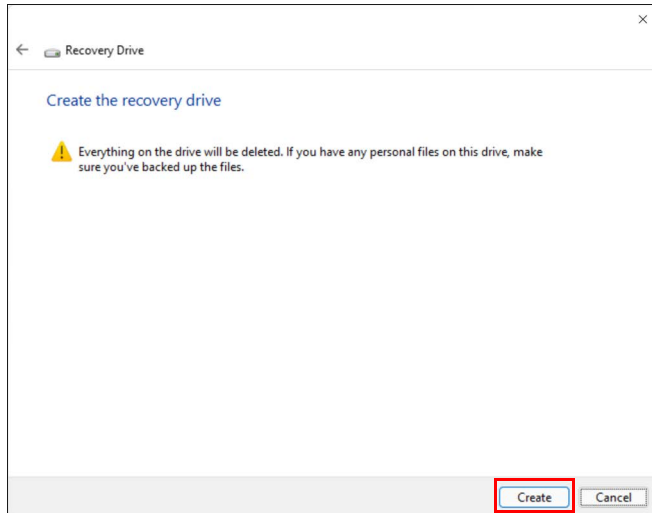 Recovery Drive
Create the recovery drive
Everything on the drive will be deleted. If you have any personal files on this drive, make
sure you've backed up the files.
Create Cancel